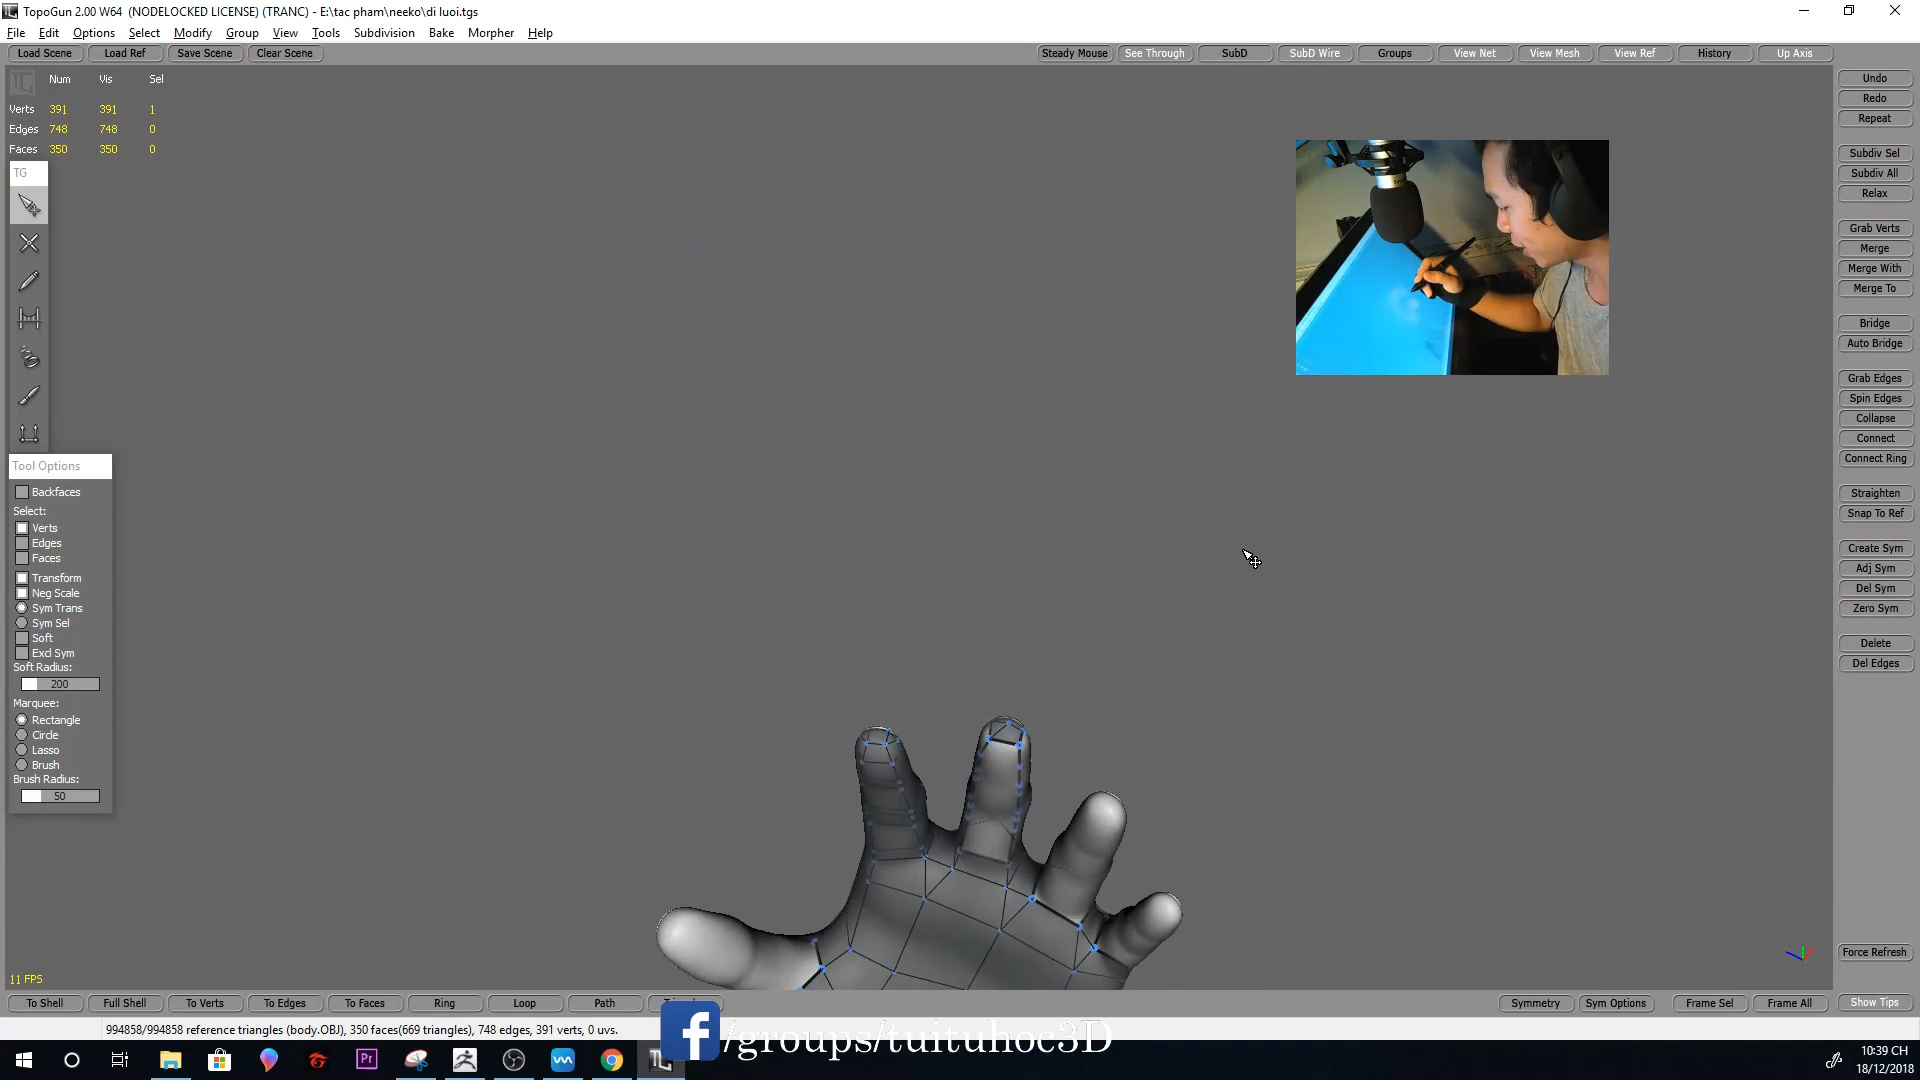 TopoGun 2.00 W64 (NODELOCKED LICENSE) (TRANC) - E:\tac pham\neeko\di luoi.tgs
File Edit Options Select Modify Group View Tools Subdivision Bake Morpher Help
Load Scene Load Ref Save Scene Clear Scene Steady Mouse See Through SubD SubD Wire Groups View Net View Mesh View Ref History Up Axis
Num Vis Sel
Verts 391 391 1
Edges 748 748 0
Faces 350 350 0
TG
Tool Options
Backfaces
Select:
Verts
Edges
Faces
Transform
Neg Scale
Sym Trans
Sym Sel
Soft
Excl Sym
Soft Radius:
200
Marquee:
Rectangle
Circle
Lasso
Brush
Brush Radius:
50
11 FPS
Undo
Redo
Repeat
Subdiv Sel
Subdiv All
Relax
Grab Verts
Merge
Merge With
Merge To
Bridge
Auto Bridge
Grab Edges
Spin Edges
Collapse
Connect
Connect Ring
Straighten
Snap To Ref
Create Sym
Adj Sym
Del Sym
Zero Sym
Delete
Del Edges
Force Refresh
To Shell Full Shell To Verts To Edges To Faces Ring Loop Path Symmetry Sym Options Frame Sel Frame All Show Tips
994858/994858 reference triangles (body.OBJ), 350 faces(669 triangles), 748 edges, 391 verts, 0 uvs.
/groups/tuituhoc3D
10:39 CH
18/12/2018